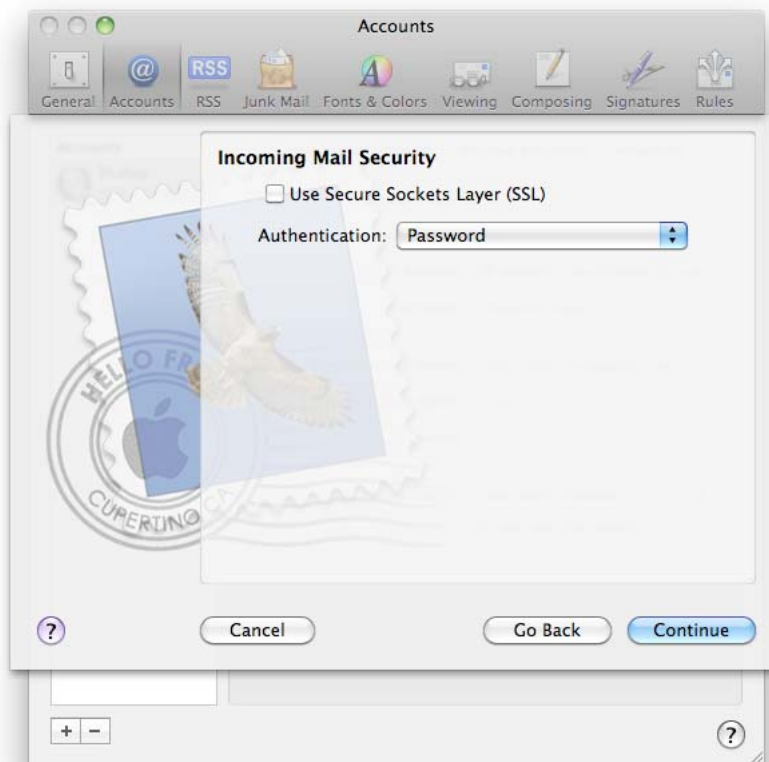 Accounts
@
RSS
A
General Accounts RSS Junk Mail Fonts & Colors Viewing Composing Signatures Rules
Incoming Mail Security
Use Secure Sockets Layer (SSL)
Authentication: Password
HELLO FR
CUPERTINO CA
? Cancel Go Back Continue
+ − ?